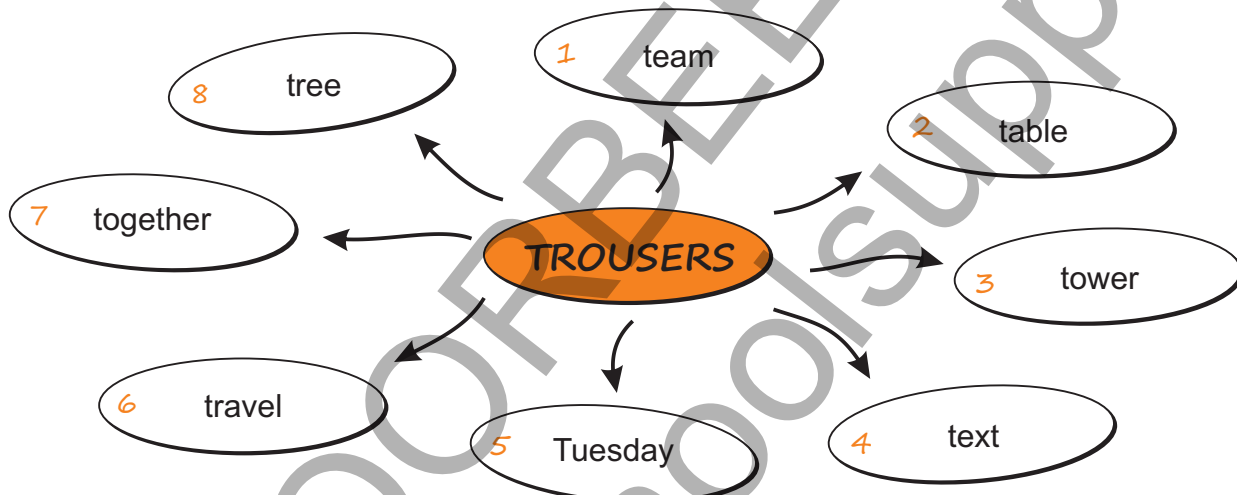 TROUSERS
1 team
2 table
3 tower
4 text
5 Tuesday
6 travel
7 together
8 tree